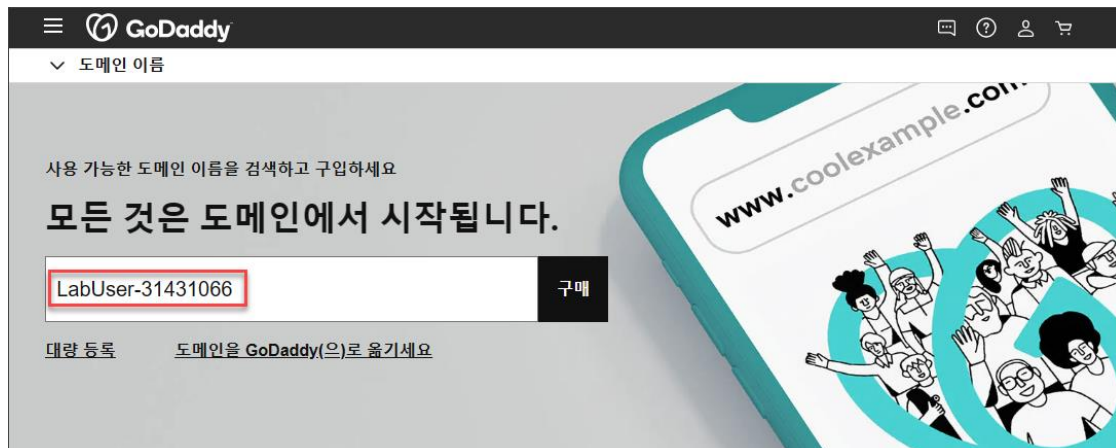 GoDaddy
도메인 이름
사용 가능한 도메인 이름을 검색하고 구입하세요
모든 것은 도메인에서 시작됩니다.
LabUser-31431066
구매
대량 등록
도메인을 GoDaddy(으)로 옮기세요
www.coolexample.com